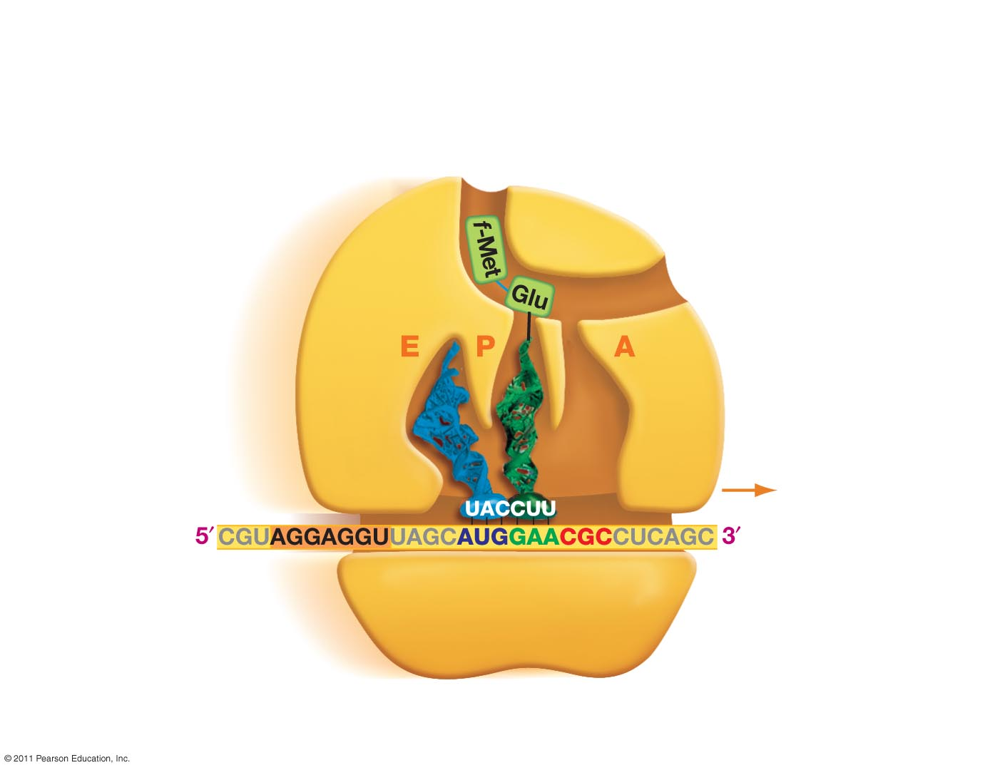 f-Met
Glu
E P A
UACCUU
5′ CGUAGGAGGUUAGCAUGGAACGCCUCAGC 3′
© 2011 Pearson Education, Inc.